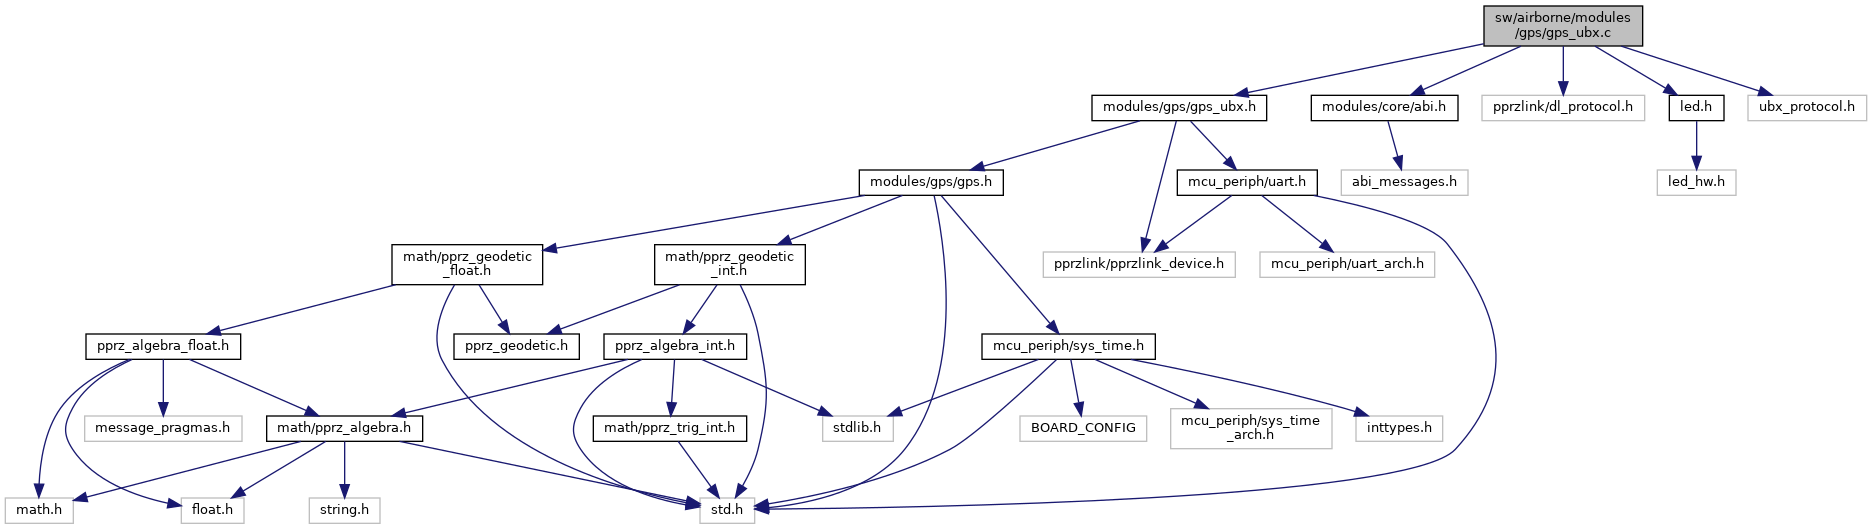 sw/airborne/modules
/gps/gps_ubx.c
modules/gps/gps_ubx.h
modules/core/abi.h
pprzlink/dl_protocol.h
led.h
ubx_protocol.h
modules/gps/gps.h
mcu_periph/uart.h
abi_messages.h
led_hw.h
math/pprz_geodetic
_float.h
math/pprz_geodetic
_int.h
pprzlink/pprzlink_device.h
mcu_periph/uart_arch.h
pprz_algebra_float.h
pprz_geodetic.h
pprz_algebra_int.h
mcu_periph/sys_time.h
message_pragmas.h
math/pprz_algebra.h
math/pprz_trig_int.h
stdlib.h
BOARD_CONFIG
mcu_periph/sys_time
_arch.h
inttypes.h
math.h
float.h
string.h
std.h